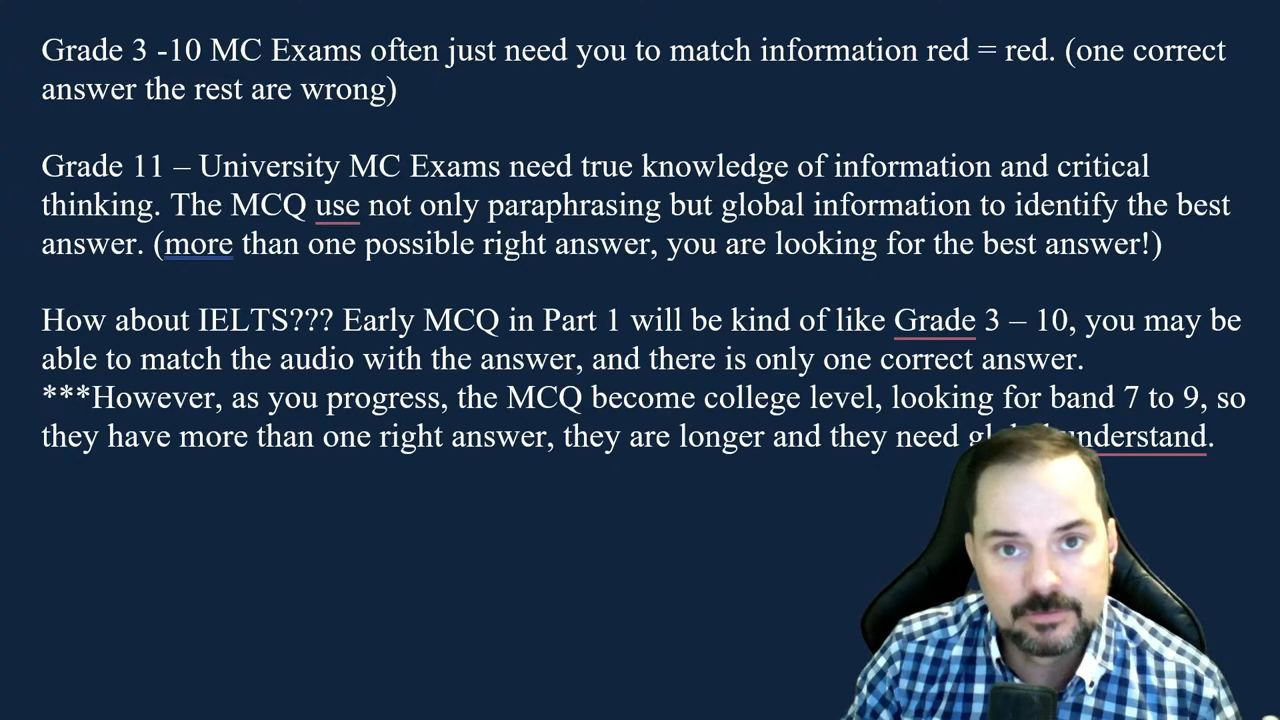 Grade 3 -10 MC Exams often just need you to match information red = red. (one correct
answer the rest are wrong)
Grade 11 – University MC Exams need true knowledge of information and critical
thinking. The MCQ use not only paraphrasing but global information to identify the best
answer. (more than one possible right answer, you are looking for the best answer!)
How about IELTS??? Early MCQ in Part 1 will be kind of like Grade 3 – 10, you may be
able to match the audio with the answer, and there is only one correct answer.
***However, as you progress, the MCQ become college level, looking for band 7 to 9, so
they have more than one right answer, they are longer and they need understand.